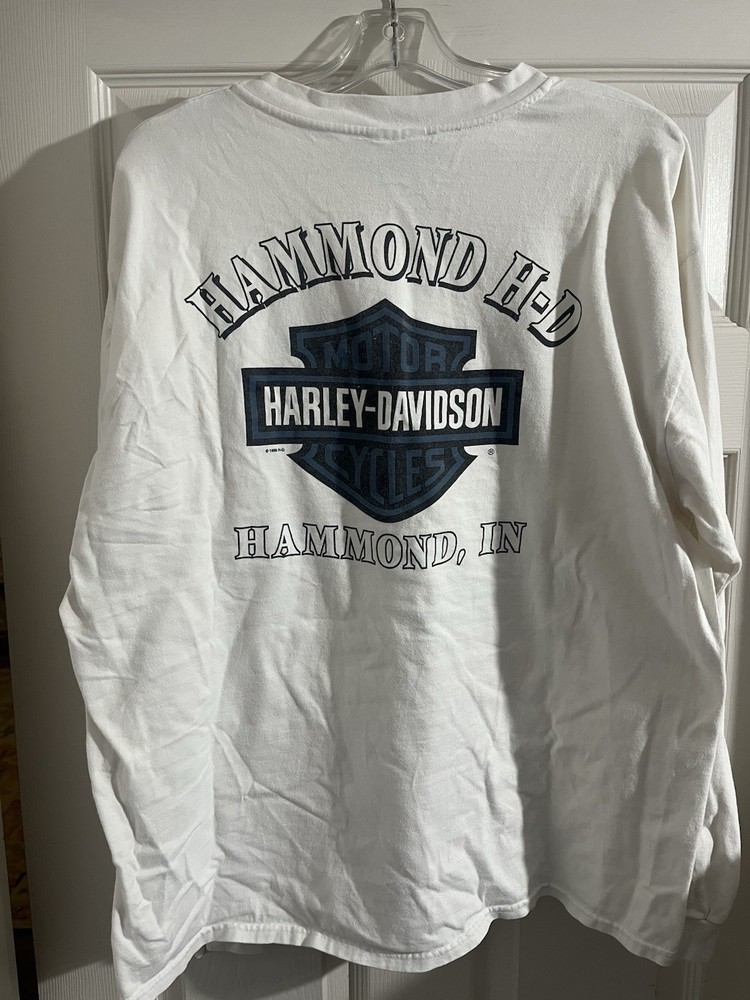 HAMMOND H-D
MOTOR
HARLEY-DAVIDSON
CYCLES
®
HAMMOND, IN